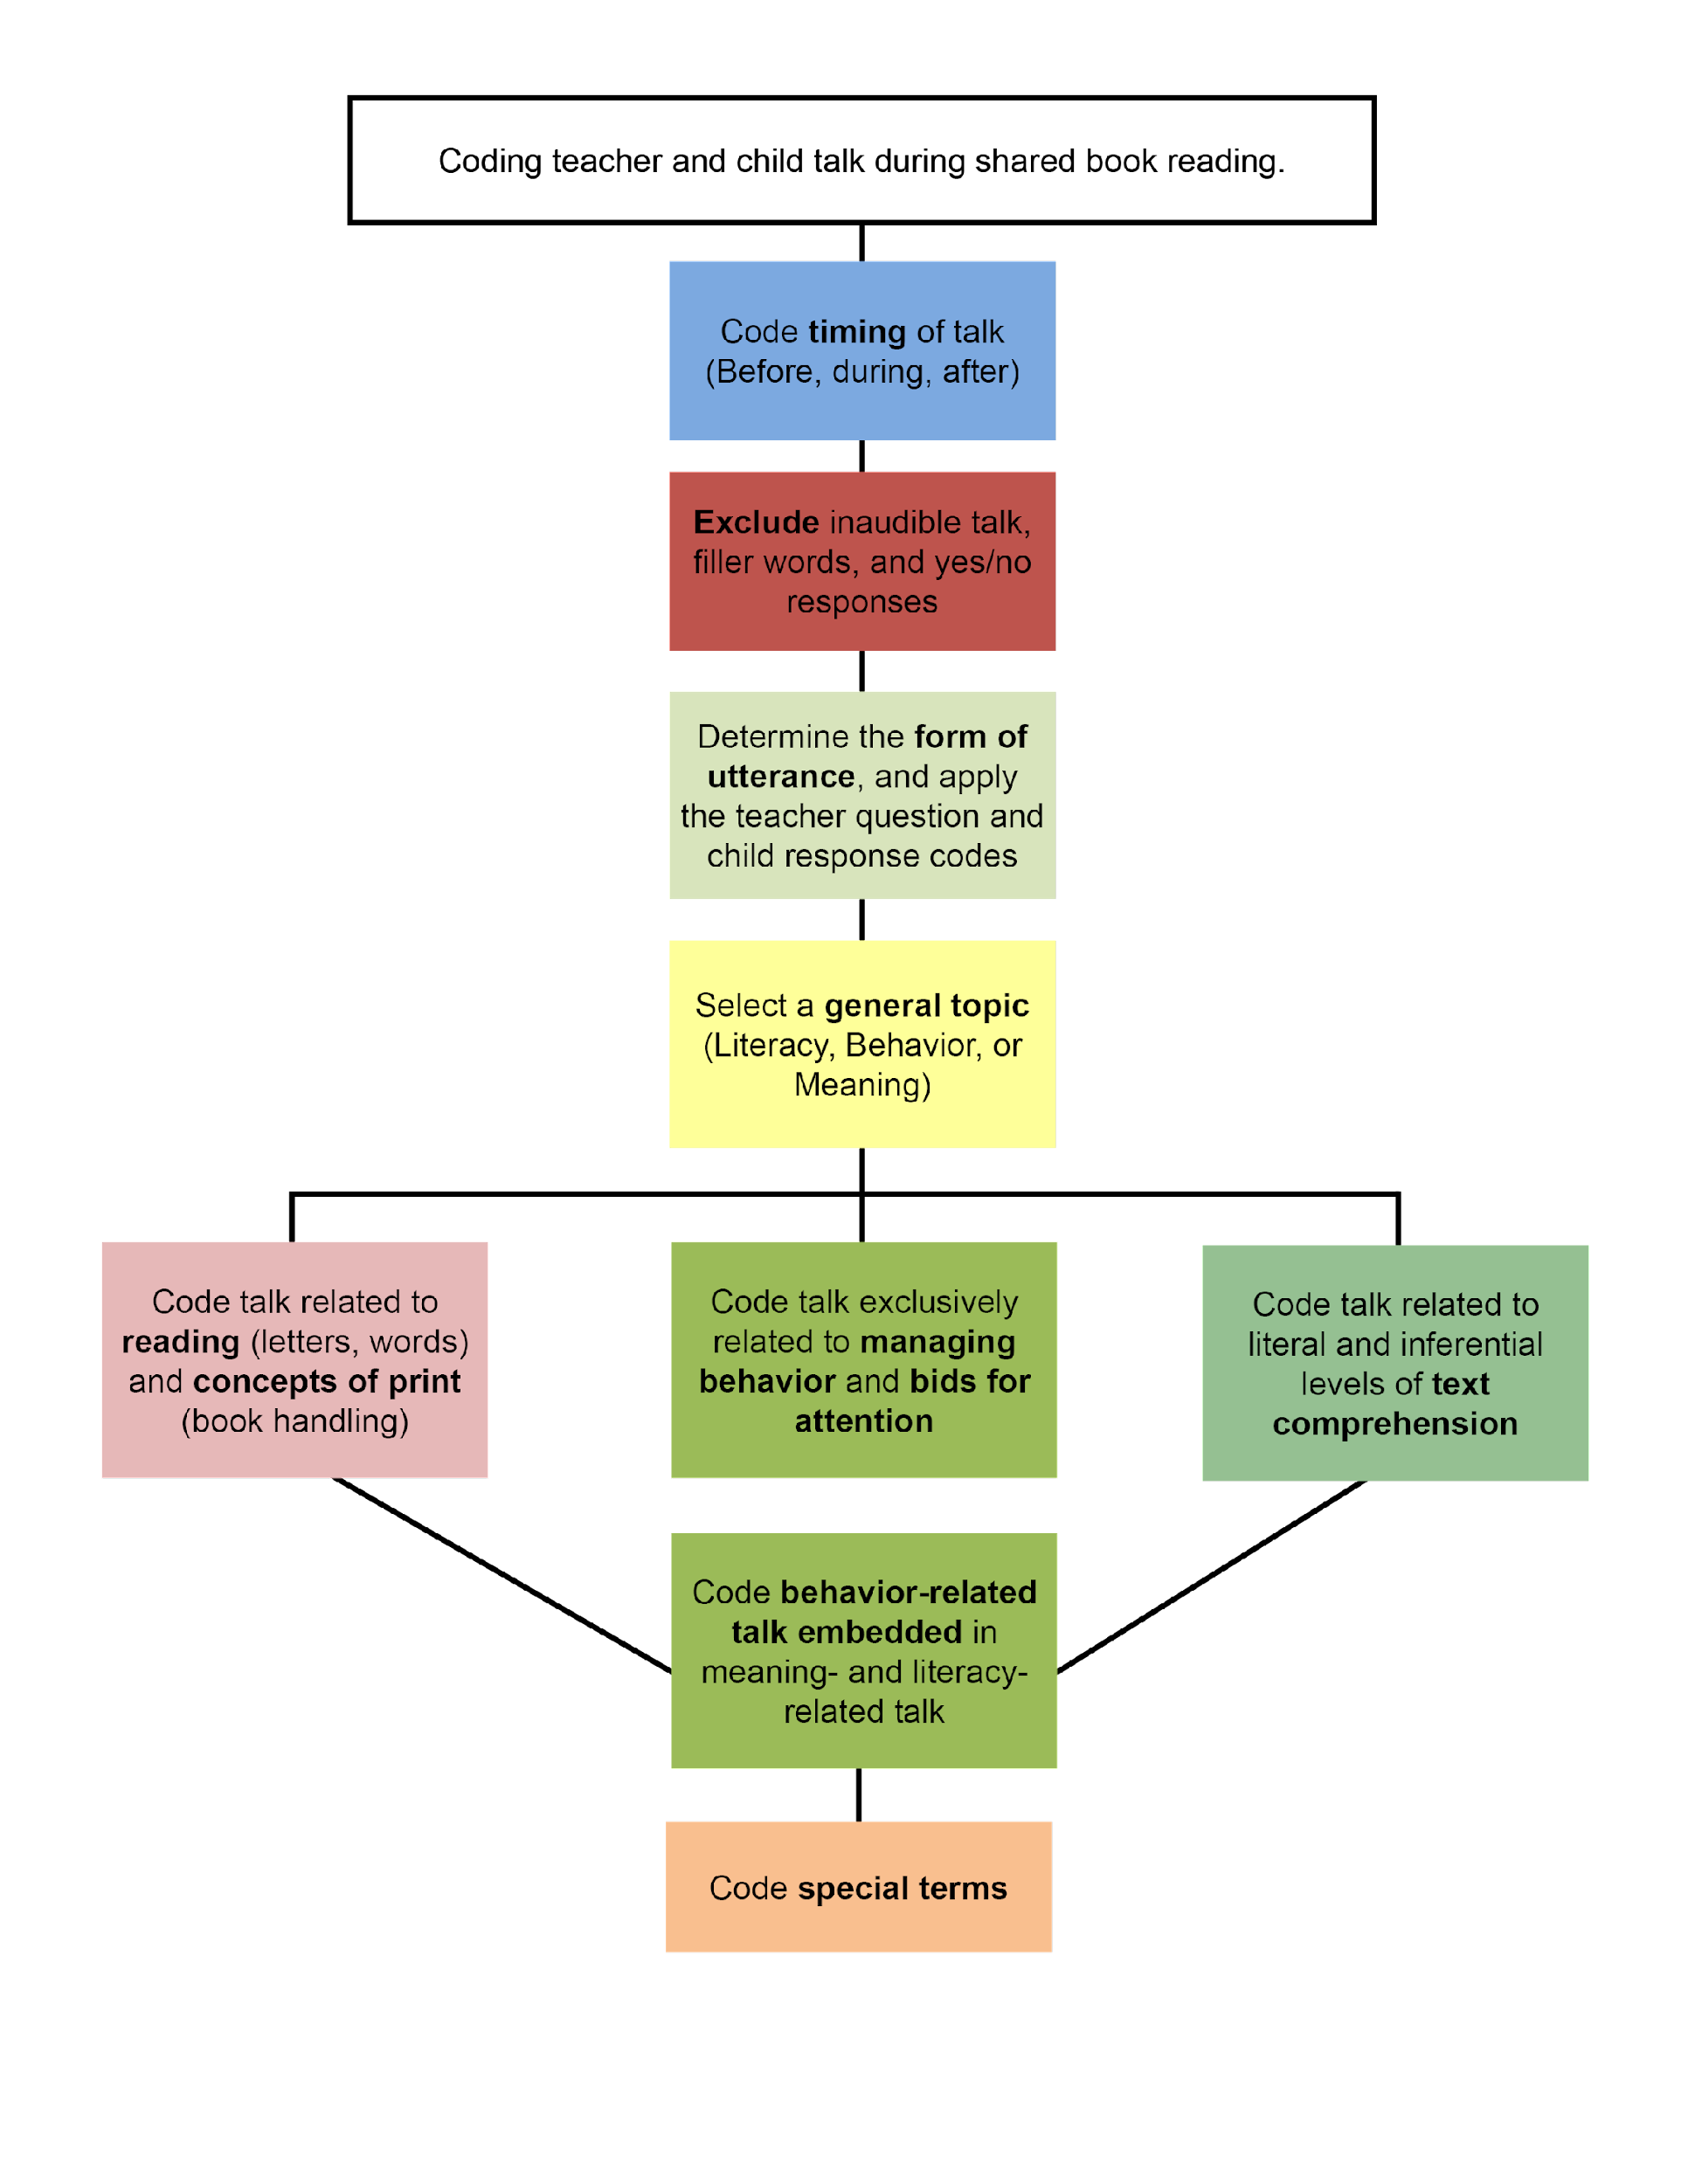 Coding teacher and child talk during shared book reading.
Code timing of talk
(Before, during, after)
Exclude inaudible talk,
filler words, and yes/no
responses
Determine the form of
utterance, and apply
the teacher question and
child response codes
Select a general topic
(Literacy, Behavior, or
Meaning)
Code talk related to
reading (letters, words)
and concepts of print
(book handling)
Code talk exclusively
related to managing
behavior and bids for
attention
Code talk related to
literal and inferential
levels of text
comprehension
Code behavior-related
talk embedded in
meaning- and literacy-
related talk
Code special terms